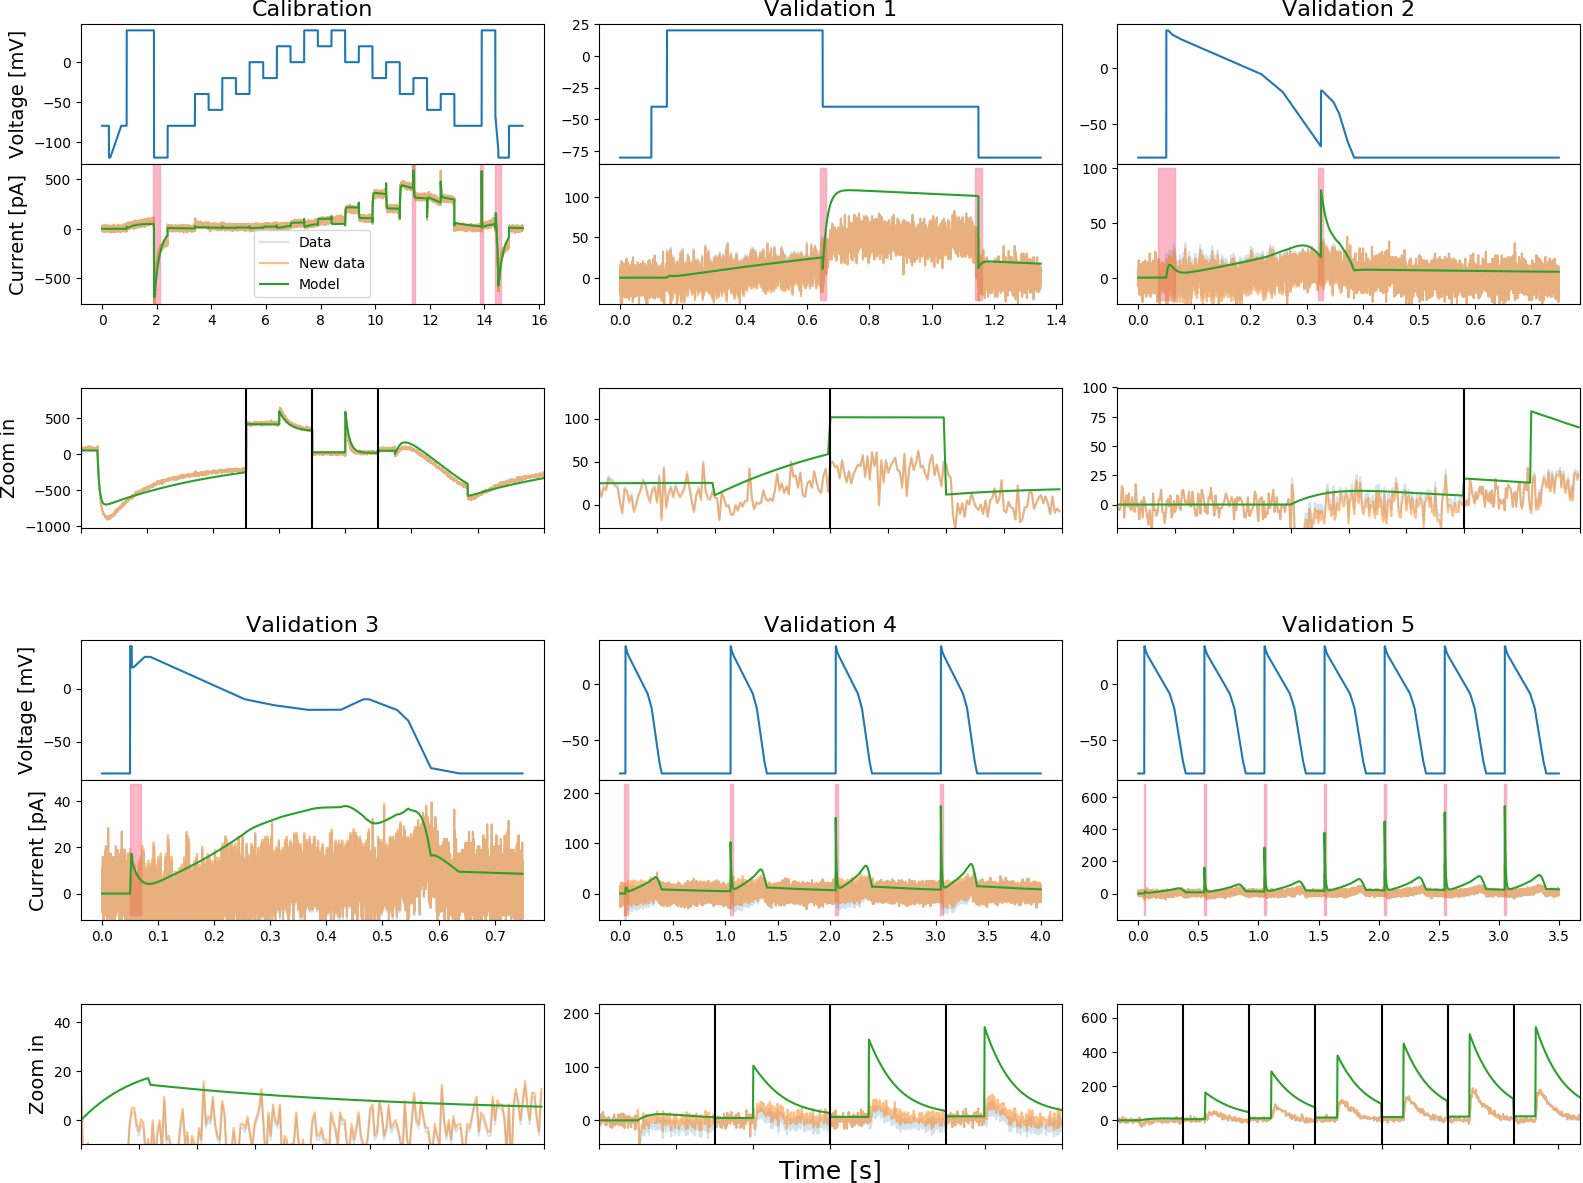 Calibration
Validation 1
Validation 2
Voltage [mV]
0
−50
−100
25
0
−25
−50
−75
0
−50
Current [pA]
500
0
−500
Data
New data
Model
0 2 4 6 8 10 12 14 16
100
50
0
0.0 0.2 0.4 0.6 0.8 1.0 1.2 1.4
100
50
0
0.0 0.1 0.2 0.3 0.4 0.5 0.6 0.7
Zoom in
500
0
−500
−1000
100
50
0
100
75
50
25
0
Validation 3
Validation 4
Validation 5
Voltage [mV]
0
−50
0
−50
0
−50
Current [pA]
40
20
0
0.0 0.1 0.2 0.3 0.4 0.5 0.6 0.7
200
100
0
0.0 0.5 1.0 1.5 2.0 2.5 3.0 3.5 4.0
600
400
200
0
0.0 0.5 1.0 1.5 2.0 2.5 3.0 3.5
Zoom in
40
20
0
200
100
0
600
400
200
0
Time [s]